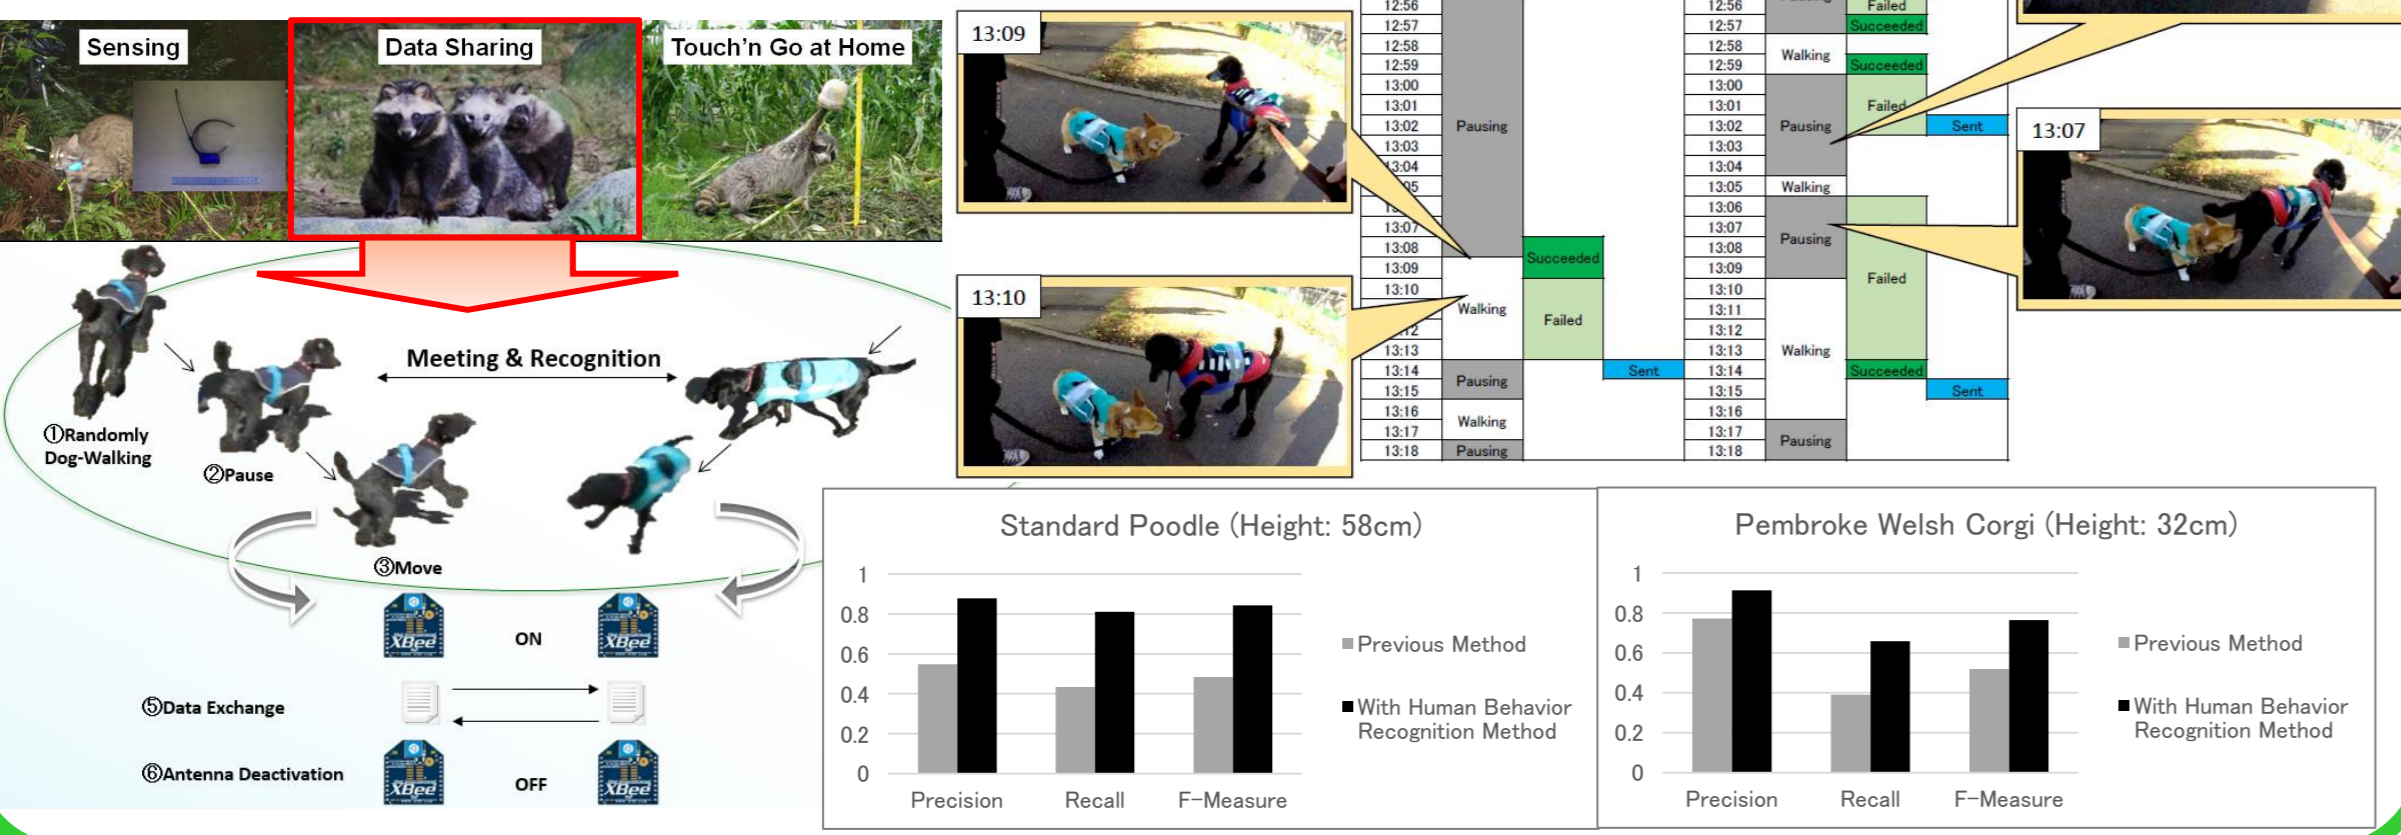 Sensing
Data Sharing
Touch'n Go at Home
Meeting & Recognition
①Randomly
Dog-Walking
②Pause
③Move
XBee
ON
XBee
⑤Data Exchange
⑥Antenna Deactivation
XBee
OFF
XBee
13:09
13:10
12:56
12:57
12:58
12:59
13:00
13:01
13:02
13:03
13:04
13:07
13:08
13:09
13:10
13:13
13:14
13:15
13:16
13:17
13:18
Pausing
Walking
Pausing
Walking
Pausing
Succeeded
Failed
Sent
12:56
12:57
12:58
12:59
13:00
13:01
13:02
13:03
13:04
13:05
13:06
13:07
13:08
13:09
13:10
13:11
13:12
13:13
13:14
13:15
13:16
13:17
13:18
Walking
Pausing
Walking
Pausing
Walking
Pausing
Failed
Succeeded
Succeeded
Failed
Failed
Succeeded
Sent
Sent
13:07
Standard Poodle (Height: 58cm)
1
0.8
0.6
0.4
0.2
0
Precision
Recall
F-Measure
Previous Method
With Human Behavior
Recognition Method
Pembroke Welsh Corgi (Height: 32cm)
1
0.8
0.6
0.4
0.2
0
Precision
Recall
F-Measure
Previous Method
With Human Behavior
Recognition Method